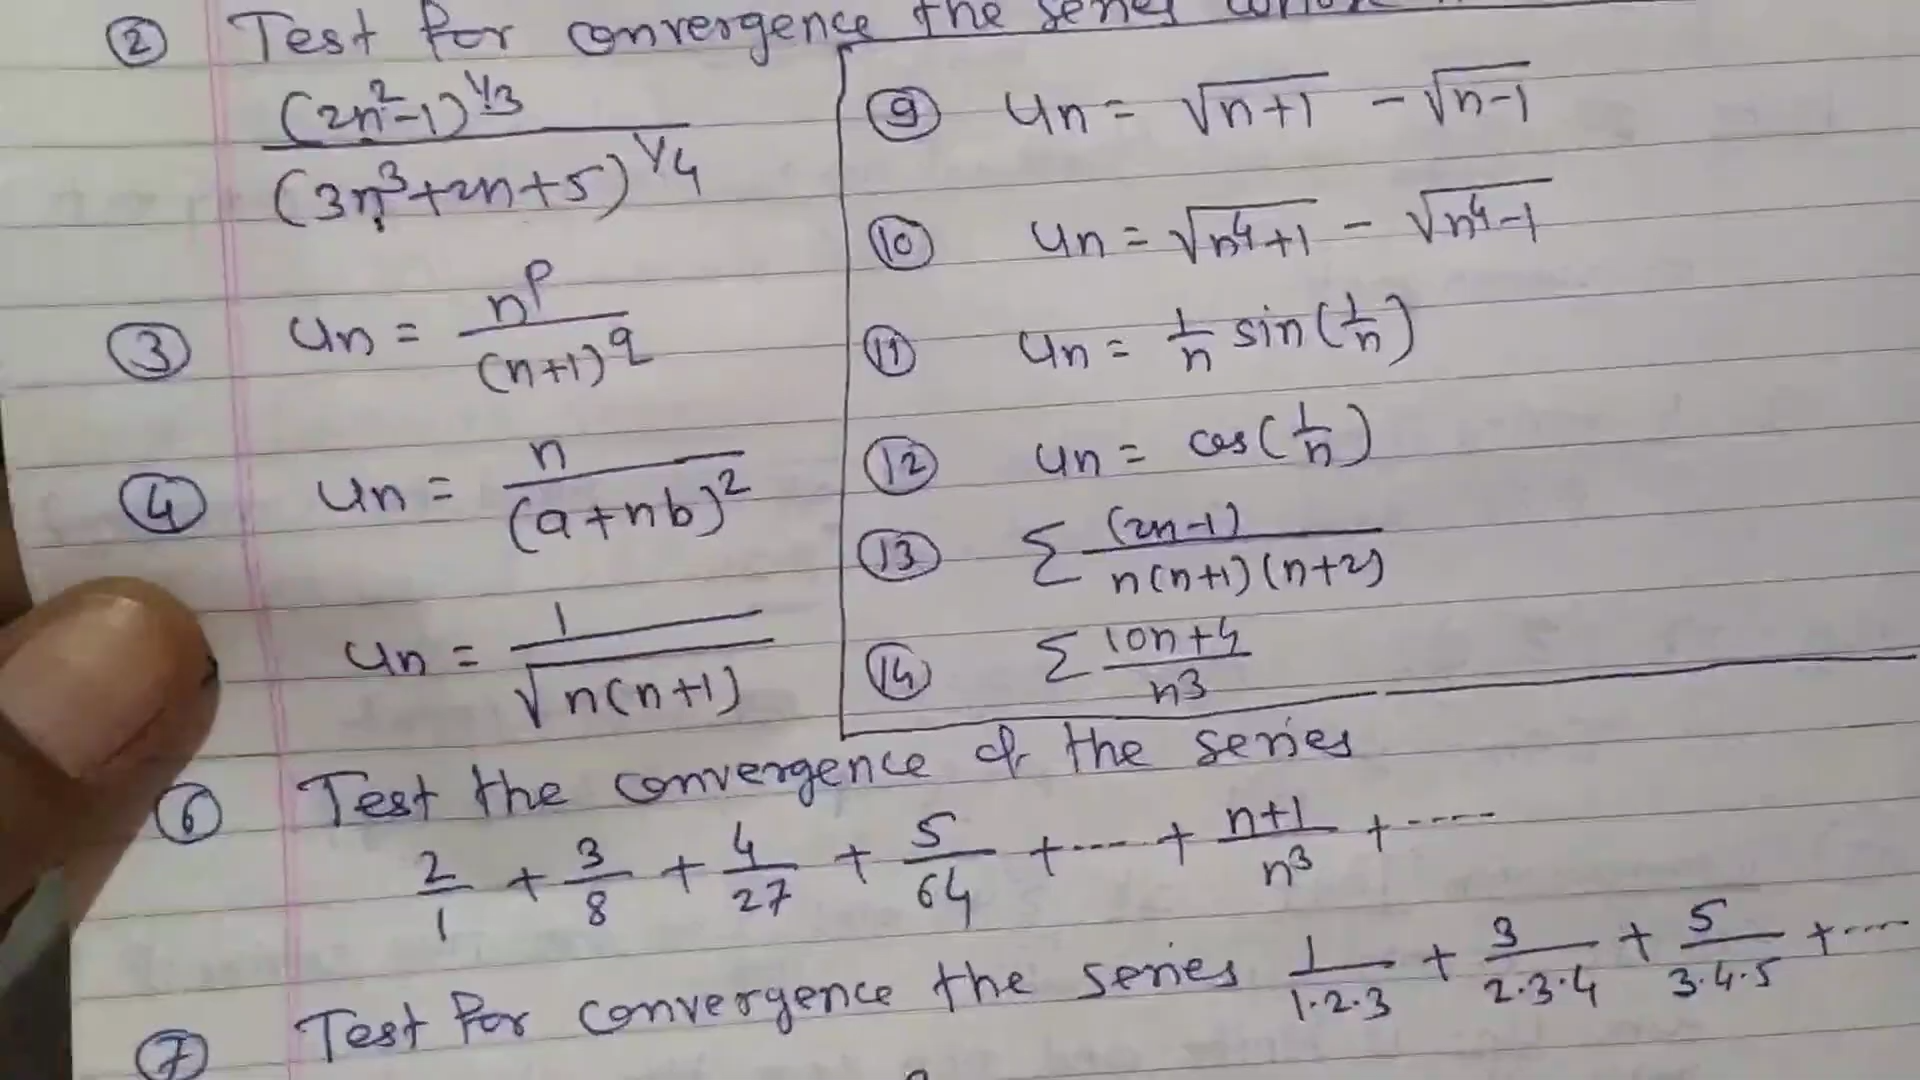 ② Test for convergence the series
(2n²-1)^1/3 / (3n³+2n+5)^1/4
③ un = n^p / (n+1)^q
④ un = n / (a+nb)²
un = 1 / √n(n+1)
⑨ un = √n+1 - √n-1
⑩ un = √n⁴+1 - √n⁴-1
⑪ un = 1/n sin(1/n)
⑫ un = cos(1/n)
⑬ Σ (2n-1) / n(n+1)(n+2)
⑭ Σ 10n+4 / n³
⑥ Test the convergence of the series
2/1 + 3/8 + 4/27 + 5/64 + ---- + n+1/n³ + -----
⑦ Test for convergence the series 1/1·2·3 + 3/2·3·4 + 5/3·4·5 + ----